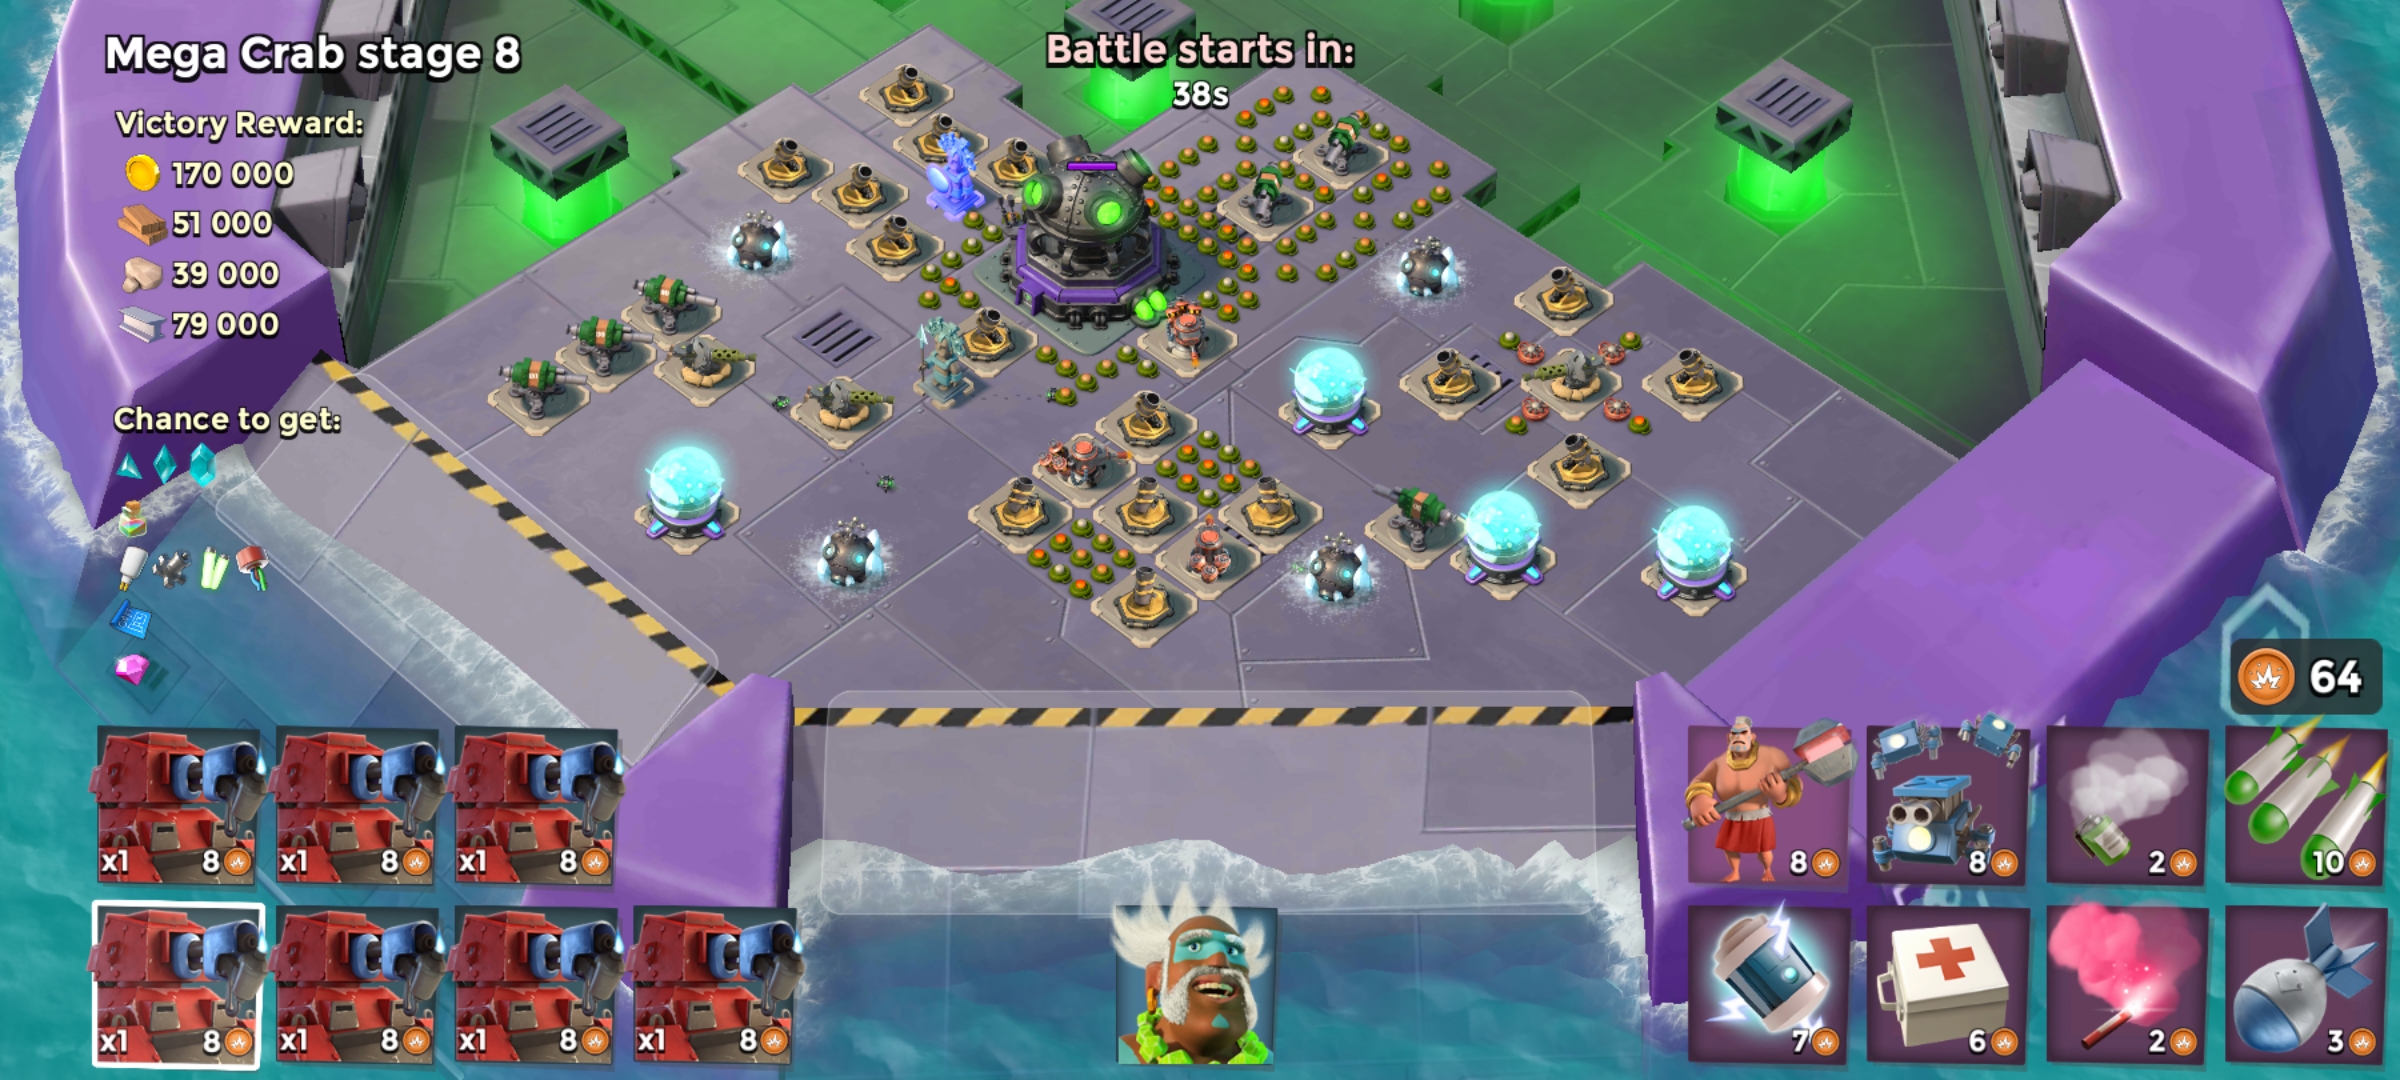 Mega Crab stage 8
Battle starts in:
38s
Victory Reward:
170 000
51 000
39 000
79 000
Chance to get:
64
x1 8
x1 8
x1 8
8
8
2
10
x1 8
x1 8
x1 8
x1 8
7
6
2
3